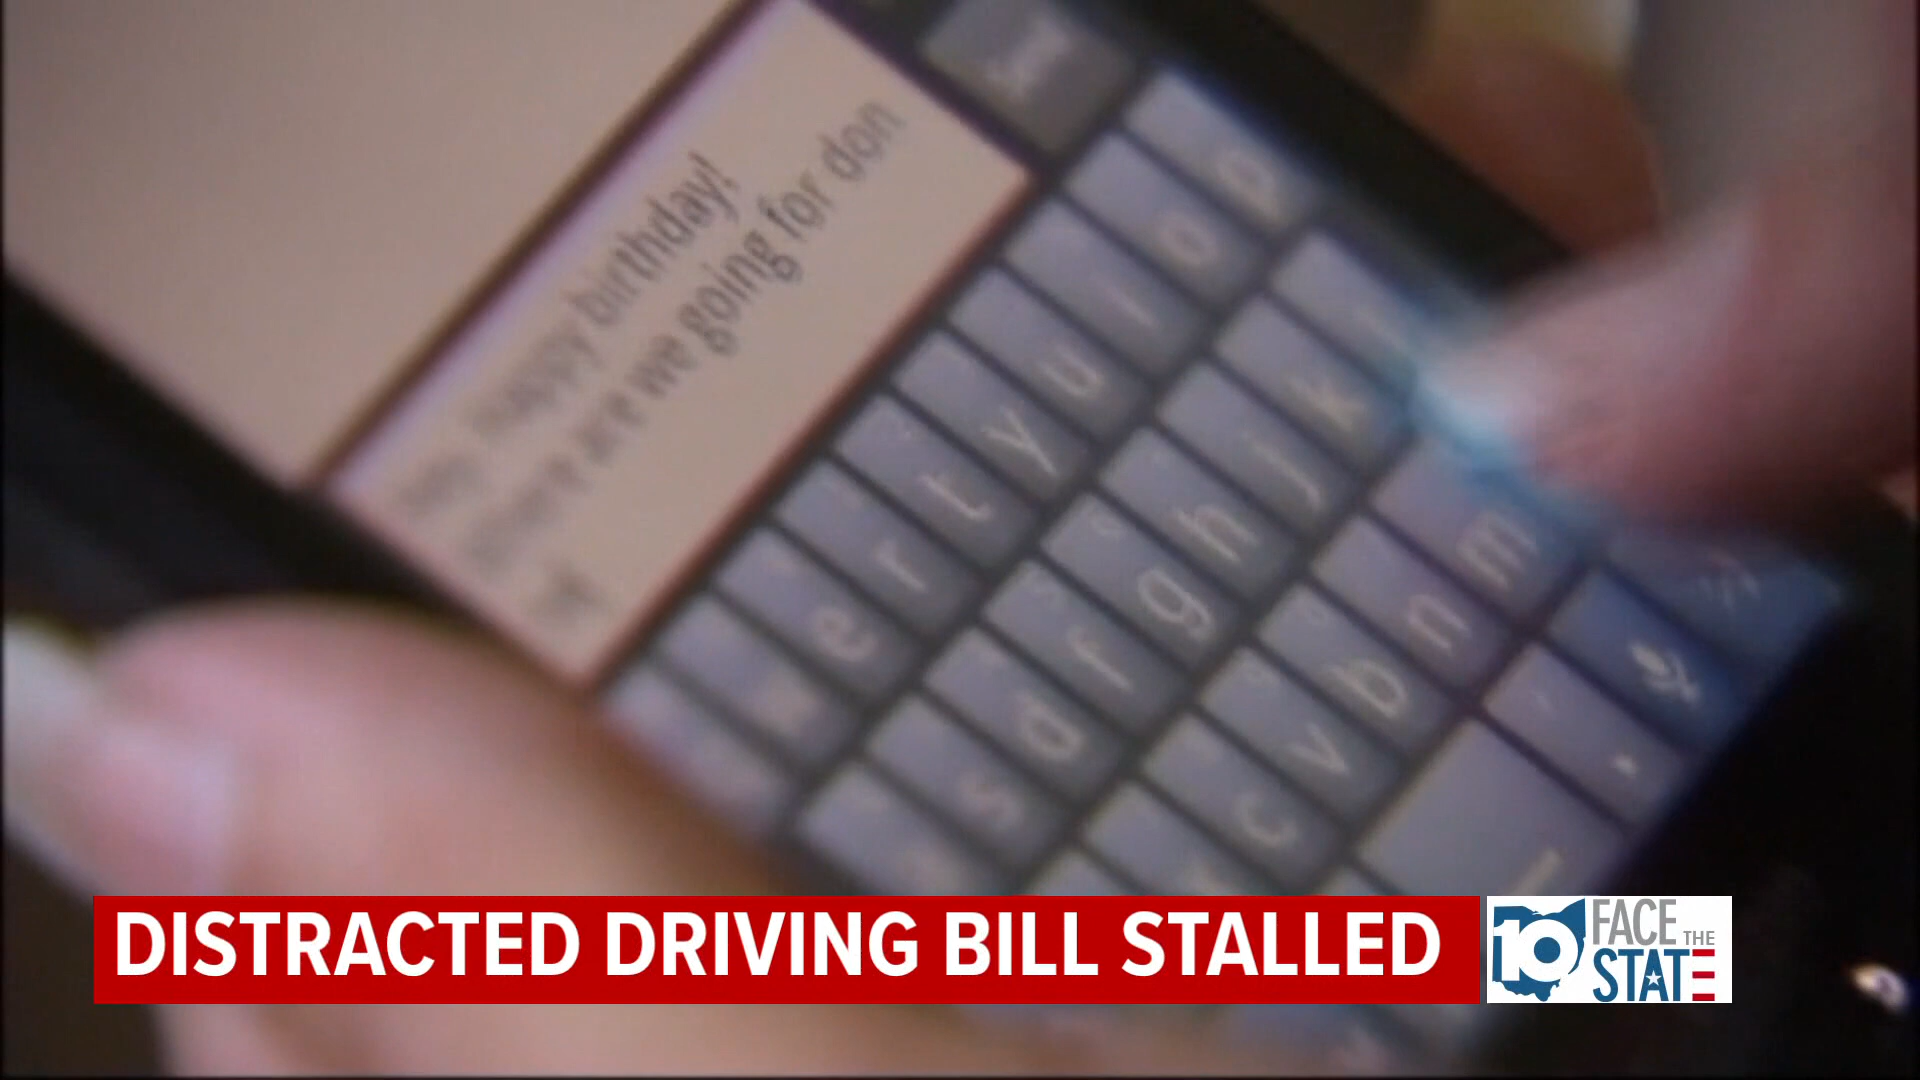 happy birthday!
are we going for don
o
i
u
y
t
r
e
k
j
h
g
f
d
s
m
n
b
v
c
.
DISTRACTED DRIVING BILL STALLED
10 FACE THE STATE